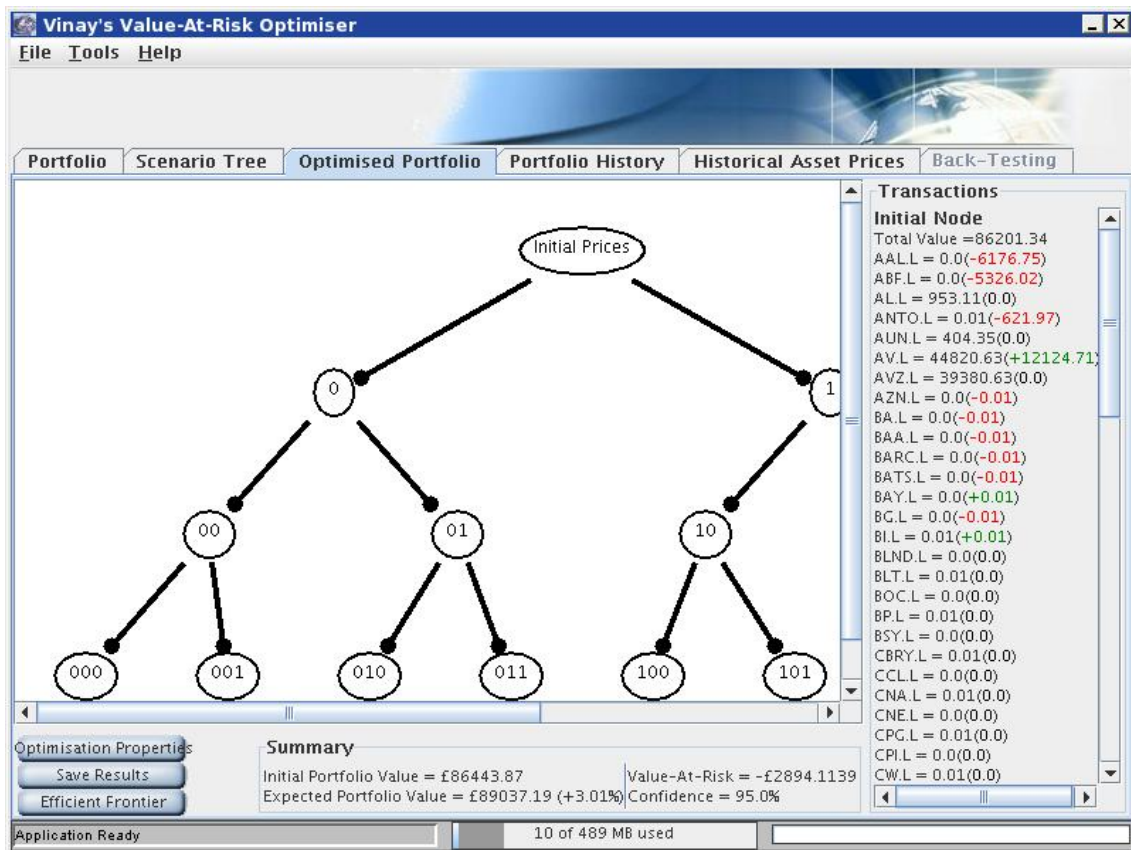 Vinay's Value-At-Risk Optimiser
File Tools Help
Portfolio Scenario Tree Optimised Portfolio Portfolio History Historical Asset Prices Back-Testing
Initial Prices
0 1
00 01 10
000 001 010 011 100 101
Transactions
Initial Node
Total Value =86201.34
AAL.L = 0.0(-6176.75)
ABF.L = 0.0(-5326.02)
AL.L = 953.11(0.0)
ANTO.L = 0.01(-621.97)
AUN.L = 404.35(0.0)
AV.L = 44820.63(+12124.71)
AVZ.L = 39380.63(0.0)
AZN.L = 0.0(-0.01)
BA.L = 0.0(-0.01)
BAA.L = 0.0(-0.01)
BARC.L = 0.0(-0.01)
BATS.L = 0.0(-0.01)
BAY.L = 0.0(+0.01)
BG.L = 0.0(-0.01)
BI.L = 0.01(+0.01)
BLND.L = 0.0(0.0)
BLT.L = 0.01(0.0)
BOC.L = 0.0(0.0)
BP.L = 0.01(0.0)
BSY.L = 0.0(0.0)
CBRY.L = 0.01(0.0)
CCL.L = 0.0(0.0)
CNA.L = 0.01(0.0)
CNE.L = 0.0(0.0)
CPG.L = 0.01(0.0)
CPI.L = 0.0(0.0)
CW.L = 0.01(0.0)
Optimisation Properties
Save Results
Efficient Frontier
Summary
Initial Portfolio Value = £86443.87 Value-At-Risk = -£2894.1139
Expected Portfolio Value = £89037.19 (+3.01%) Confidence = 95.0%
Application Ready 10 of 489 MB used